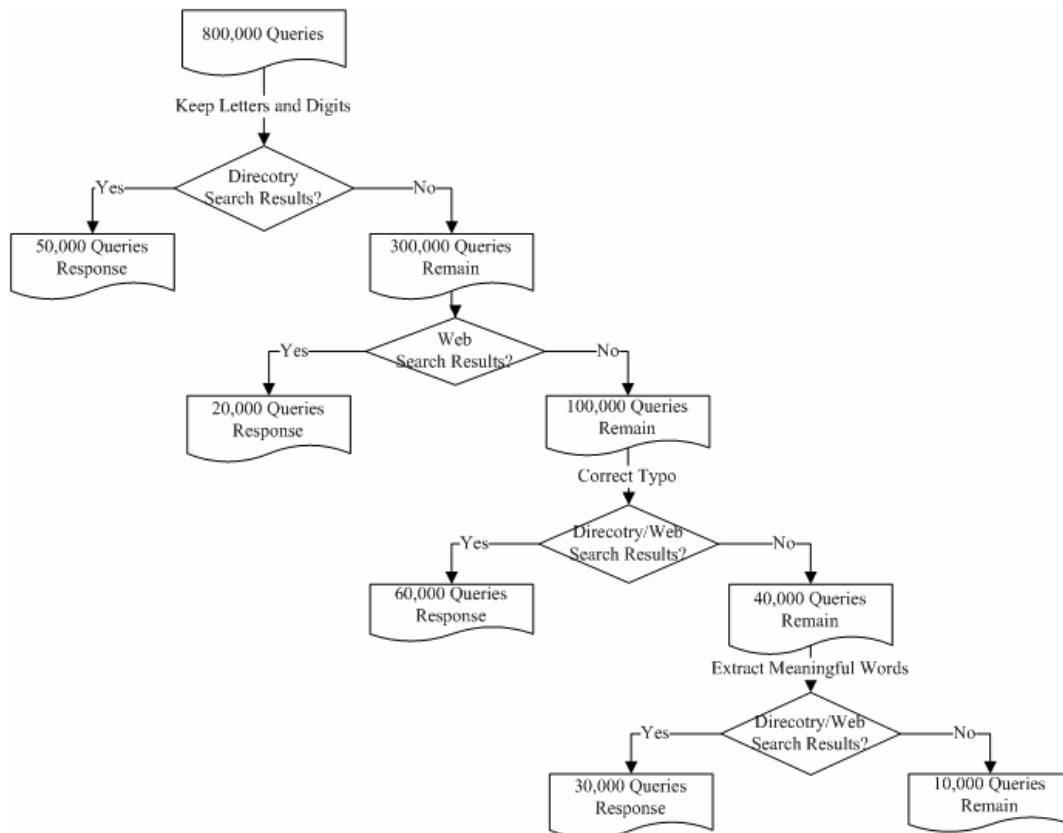 800,000 Queries
Keep Letters and Digits
Direcotry
Search Results?
Yes
No
50,000 Queries
Response
300,000 Queries
Remain
Web
Search Results?
Yes
No
20,000 Queries
Response
100,000 Queries
Remain
Correct Typo
Direcotry/Web
Search Results?
Yes
No
60,000 Queries
Response
40,000 Queries
Remain
Extract Meaningful Words
Direcotry/Web
Search Results?
Yes
No
30,000 Queries
Response
10,000 Queries
Remain